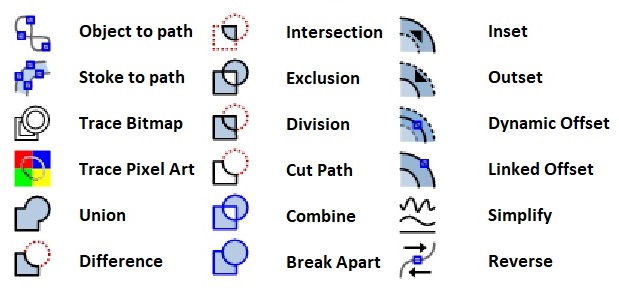 Object to path
Stoke to path
Trace Bitmap
Trace Pixel Art
Union
Difference
Intersection
Exclusion
Division
Cut Path
Combine
Break Apart
Inset
Outset
Dynamic Offset
Linked Offset
Simplify
Reverse